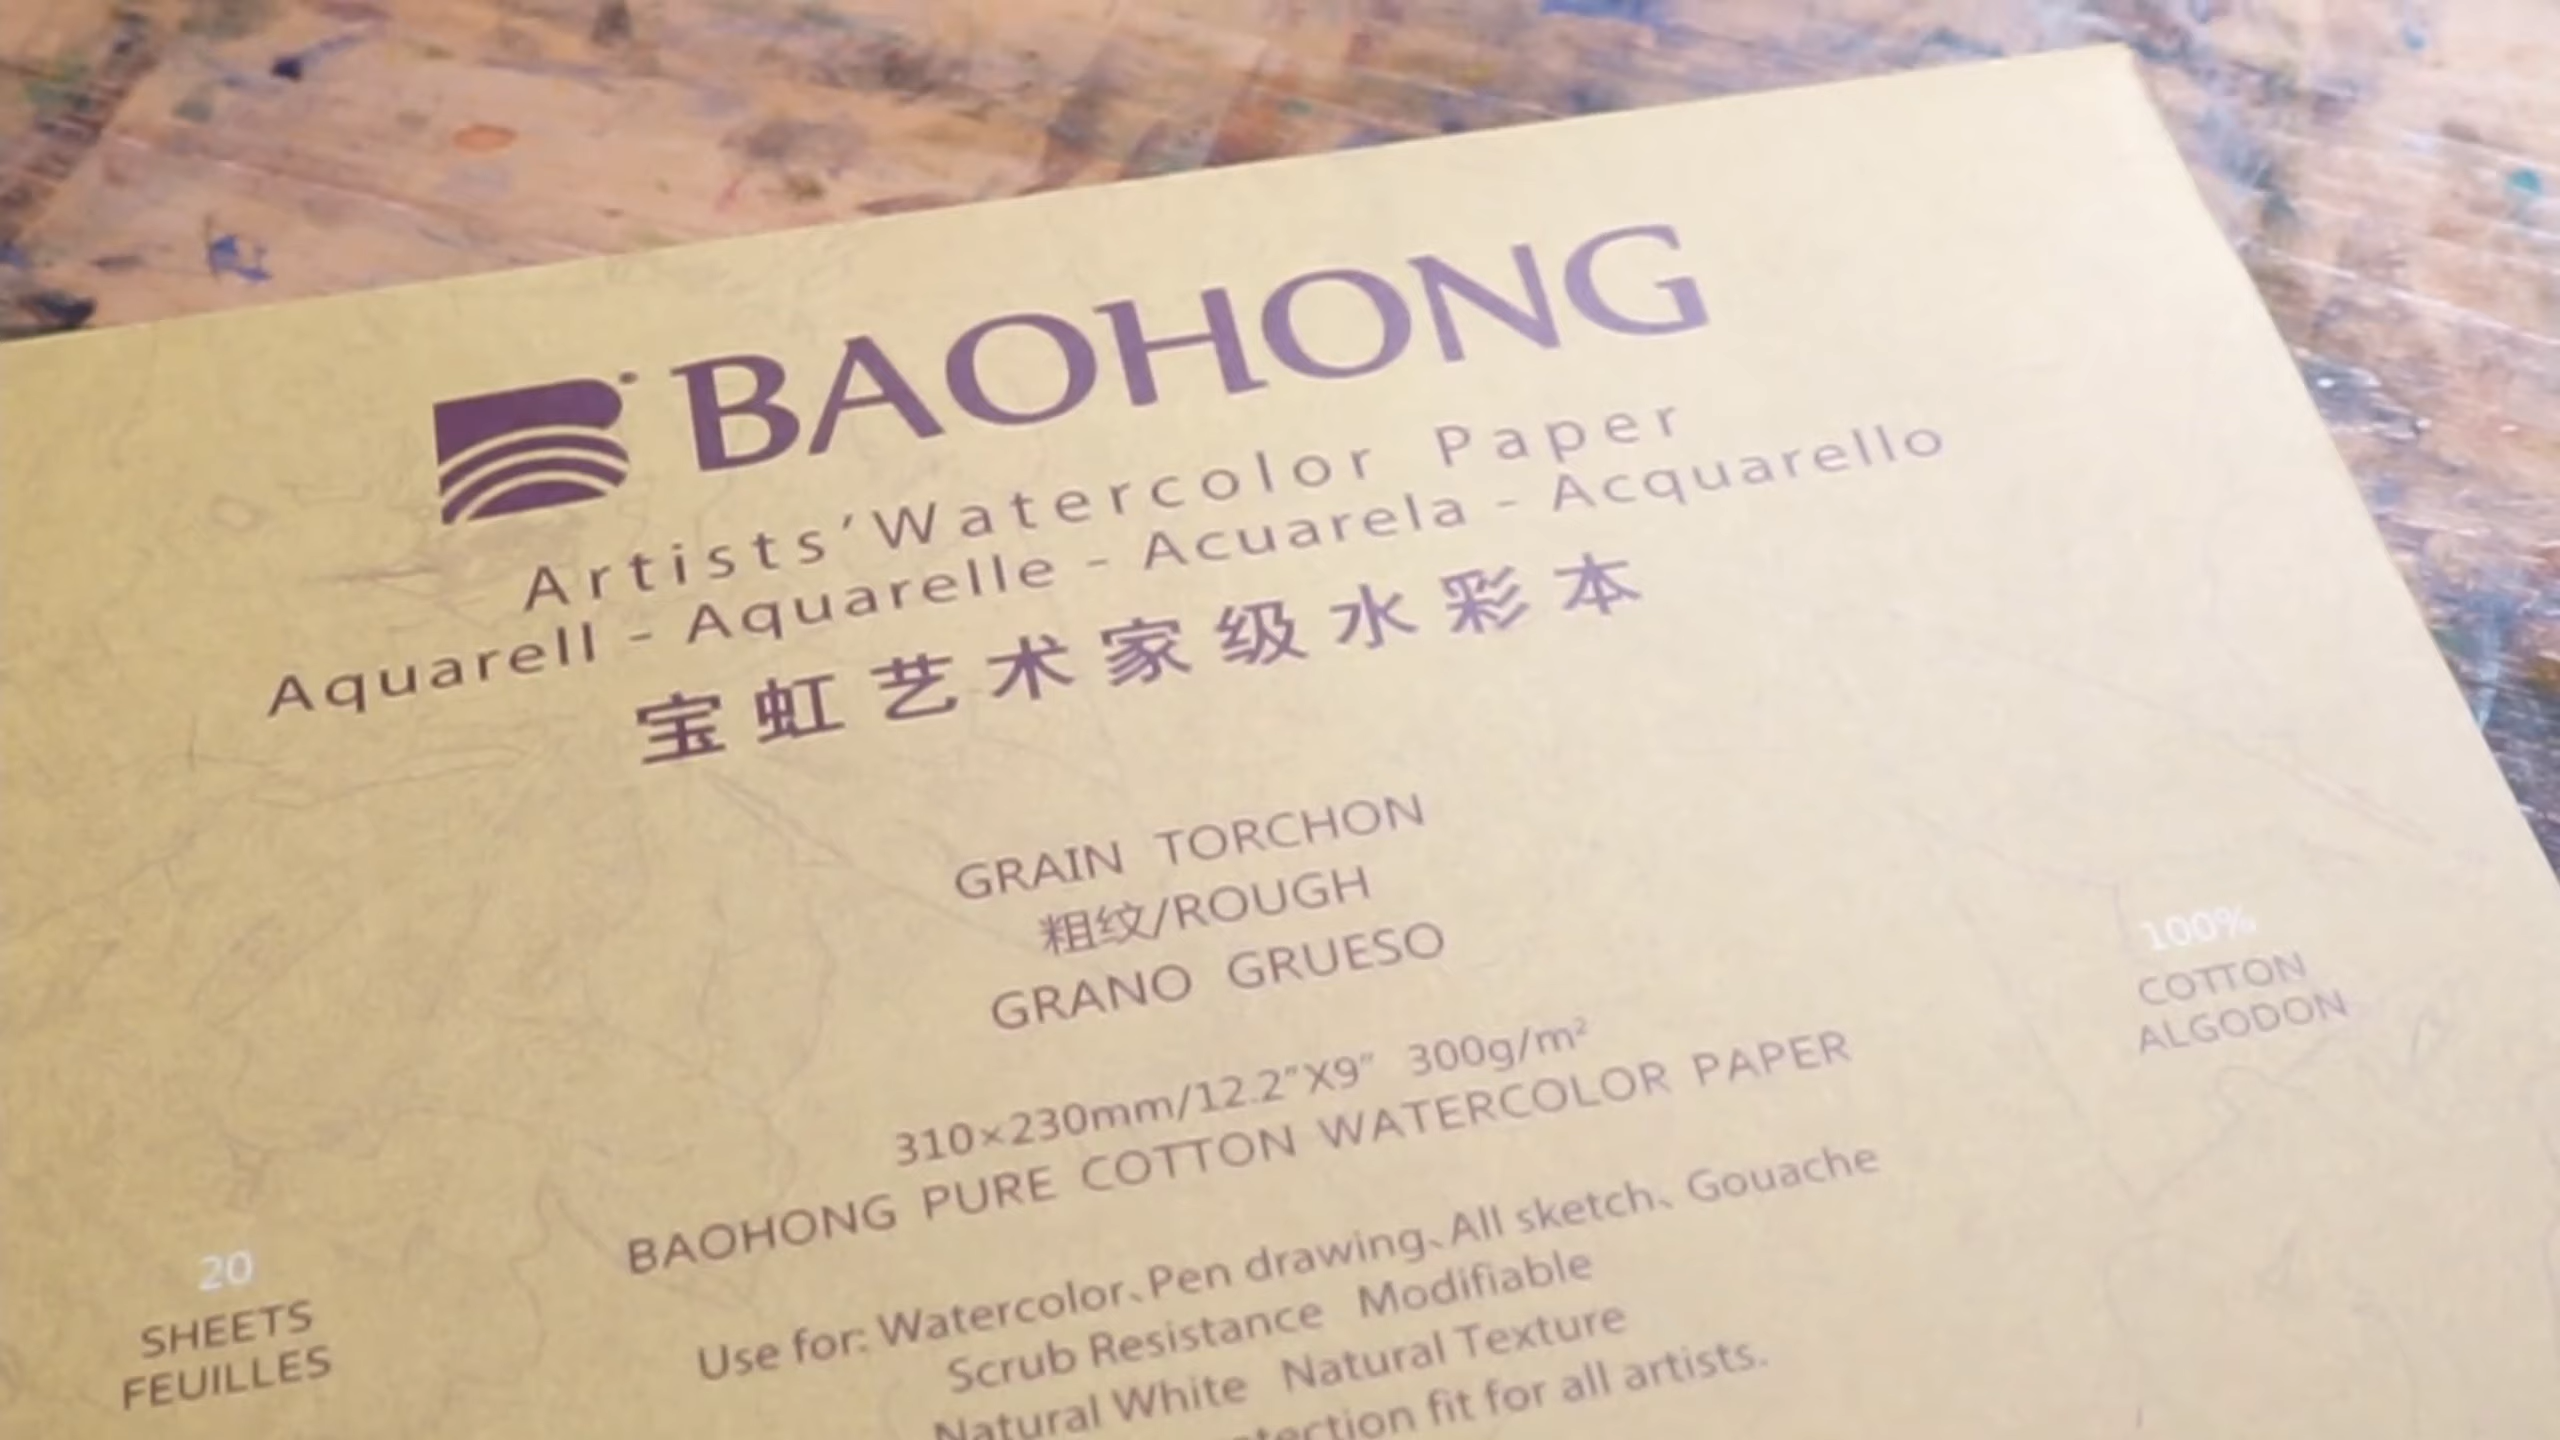 BAOHONG
Artists'Watercolor Paper
Aquarell - Aquarelle - Acuarela - Acquarello
宝虹艺术家级水彩本
GRAIN TORCHON
粗纹/ROUGH
GRANO GRUESO
310×230mm/12.2"X9" 300g/m²
BAOHONG PURE COTTON WATERCOLOR PAPER
100%
COTTON
ALGODON
20
SHEETS
FEUILLES
Use for: Watercolor、Pen drawing、All sketch、Gouache
Scrub Resistance Modifiable
Natural White Natural Texture
fit for all artists.